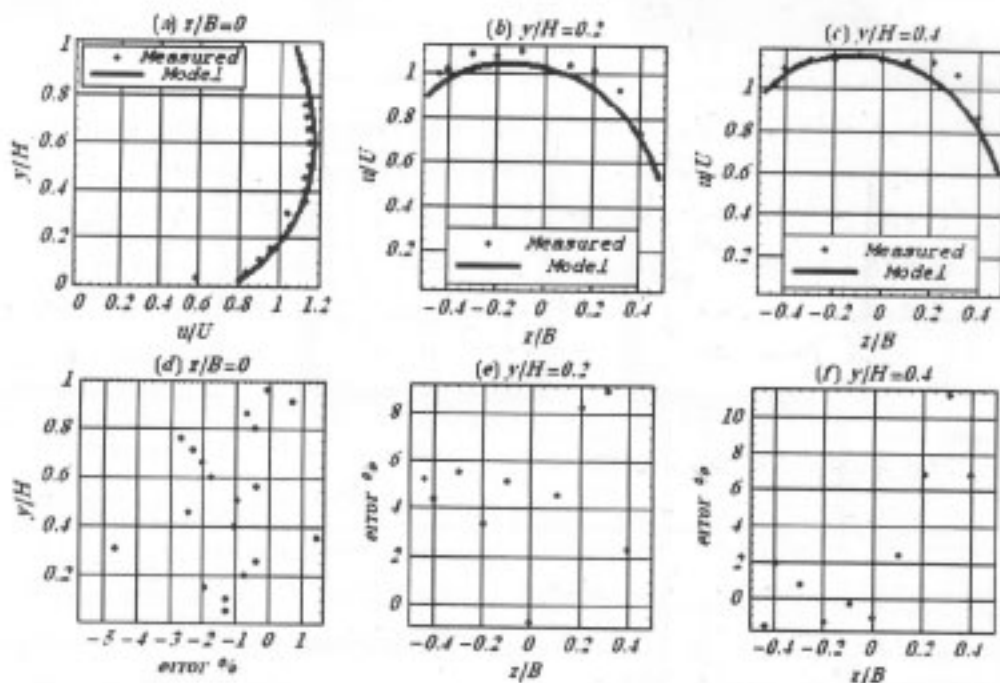 (a) z/B=0
1
0.8
0.6
0.4
0.2
0
y/H
Measured
Model
0 0.2 0.4 0.6 0.8 1 1.2
u/U
(b) y/H=0.2
1
0.8
0.6
0.4
0.2
u/U
Measured
Model
−0.4 −0.2 0 0.2 0.4
z/B
(c) y/H=0.4
1
0.8
0.6
0.4
0.2
u/U
Measured
Model
−0.4 −0.2 0 0.2 0.4
z/B
(d) z/B=0
1
0.8
0.6
0.4
0.2
y/H
−5 −4 −3 −2 −1 0 1
error %
(e) y/H=0.2
8
6
4
2
0
error %
−0.4 −0.2 0 0.2 0.4
z/B
(f) y/H=0.4
10
8
6
4
2
0
error %
−0.4 −0.2 0 0.2 0.4
z/B